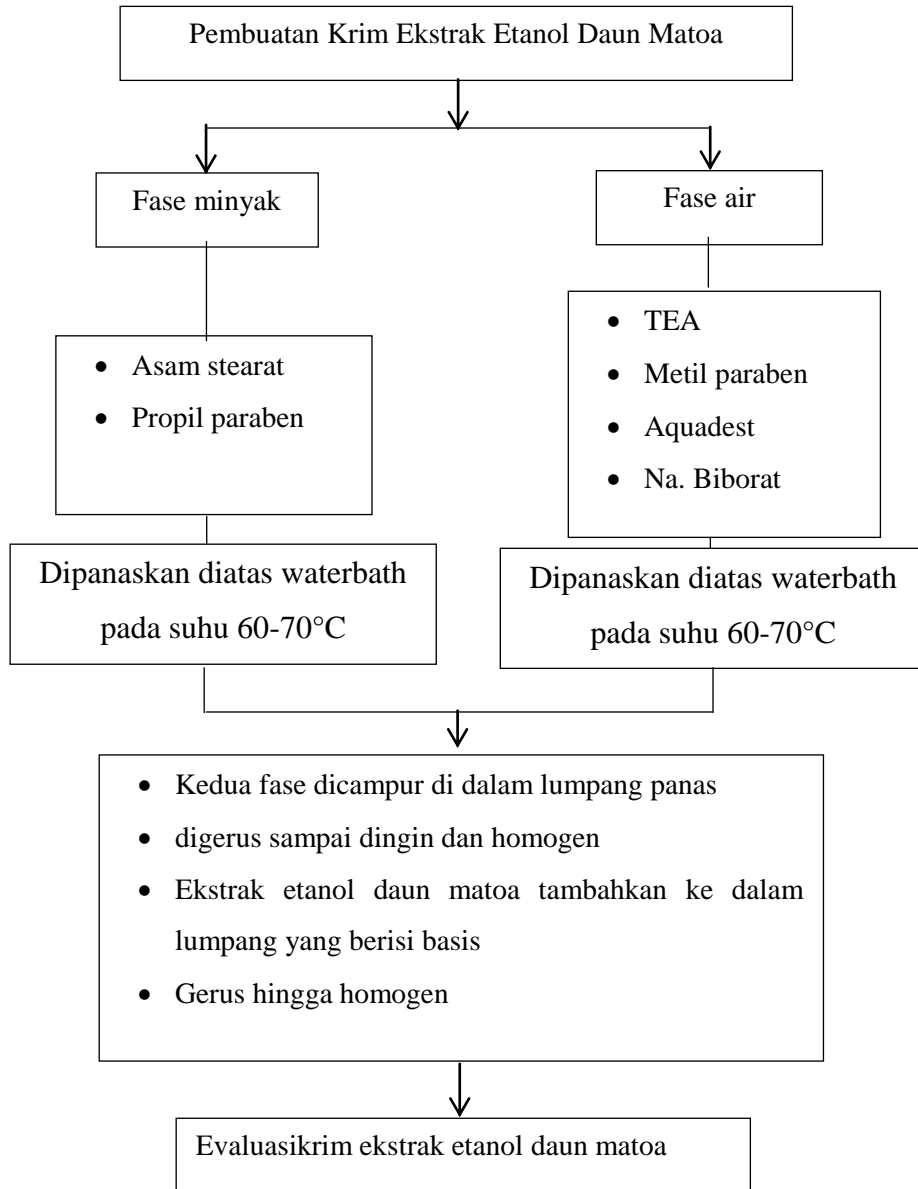 Pembuatan Krim Ekstrak Etanol Daun Matoa
Fase minyak
Fase air
• Asam stearat
• Propil paraben
• TEA
• Metil paraben
• Aquadest
• Na. Biborat
Dipanaskan diatas waterbath
pada suhu 60-70°C
Dipanaskan diatas waterbath
pada suhu 60-70°C
• Kedua fase dicampur di dalam lumpang panas
• digerus sampai dingin dan homogen
• Ekstrak etanol daun matoa tambahkan ke dalam
lumpang yang berisi basis
• Gerus hingga homogen
Evaluasikrim ekstrak etanol daun matoa